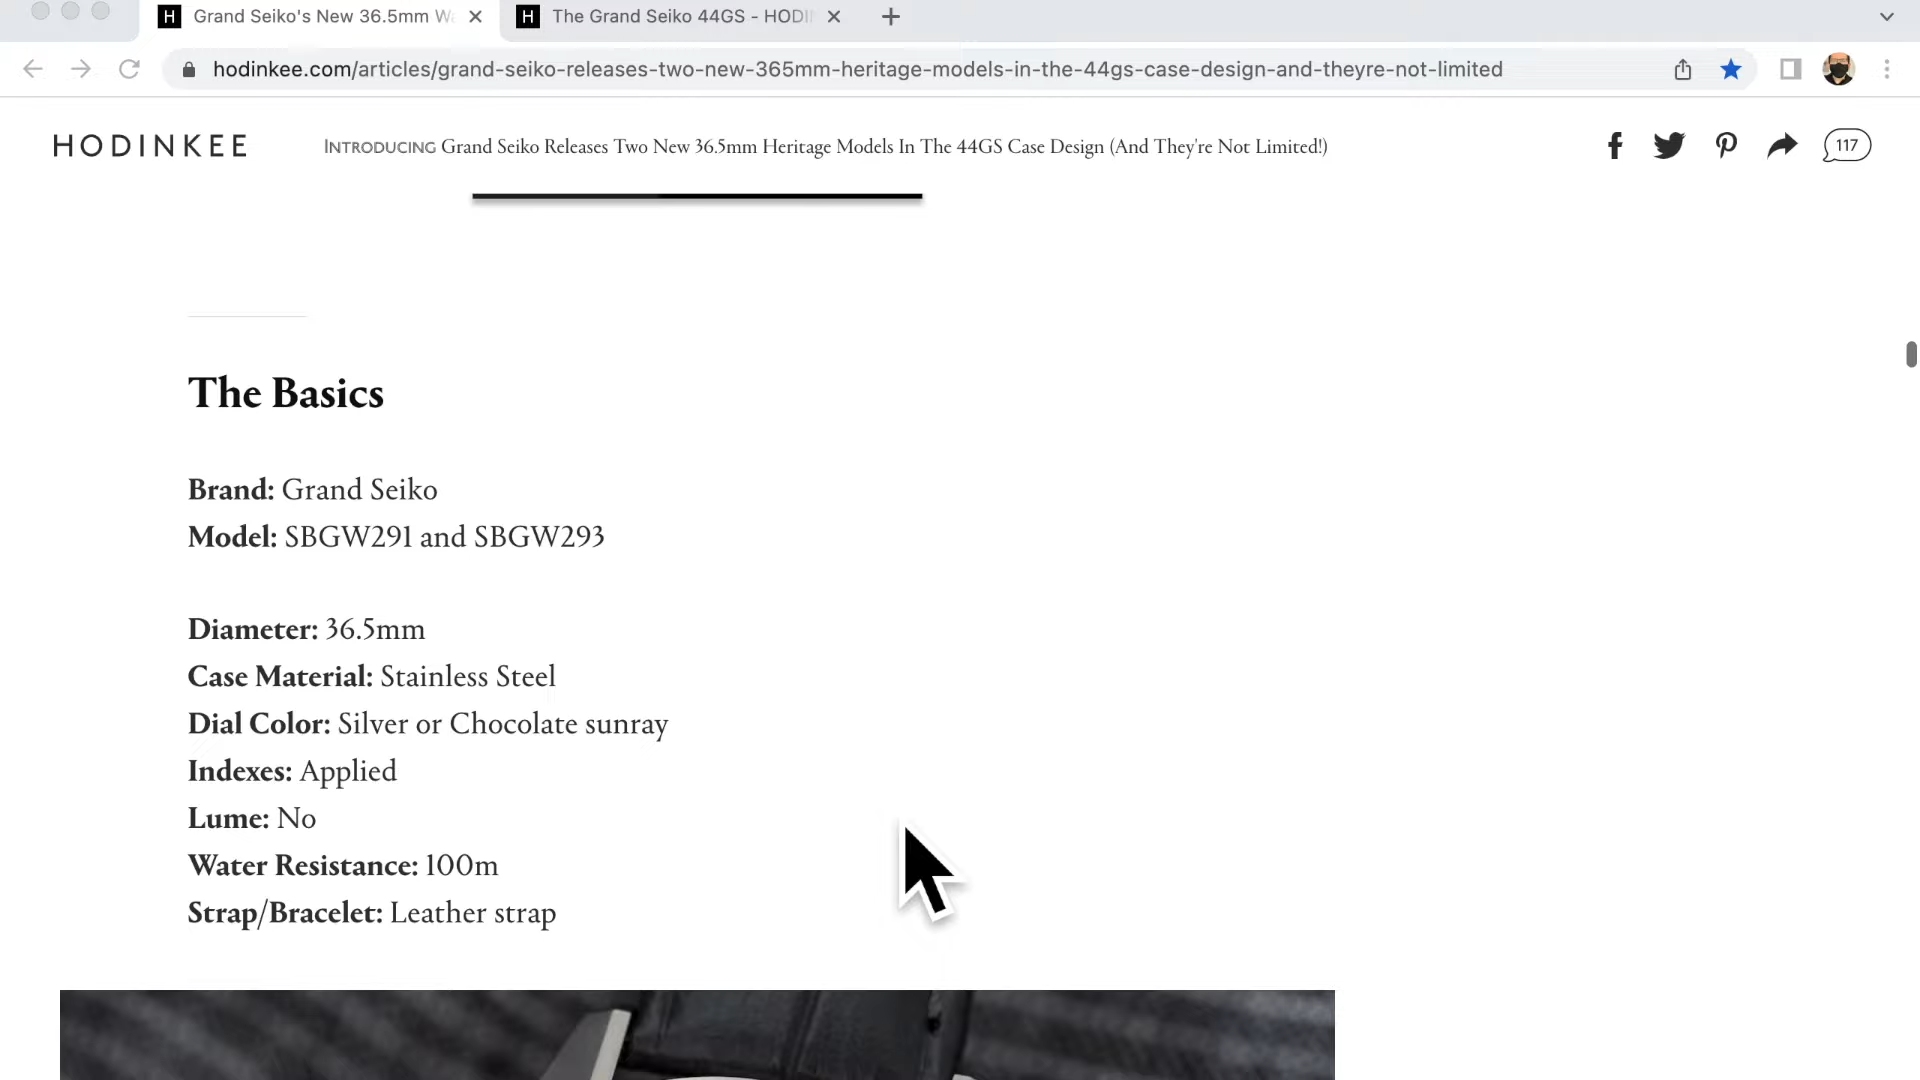 H Grand Seiko's New 36.5mm W
H The Grand Seiko 44GS - HODI
hodinkee.com/articles/grand-seiko-releases-two-new-365mm-heritage-models-in-the-44gs-case-design-and-theyre-not-limited
HODINKEE
INTRODUCING Grand Seiko Releases Two New 36.5mm Heritage Models In The 44GS Case Design (And They're Not Limited!)
117
The Basics
Brand: Grand Seiko
Model: SBGW291 and SBGW293
Diameter: 36.5mm
Case Material: Stainless Steel
Dial Color: Silver or Chocolate sunray
Indexes: Applied
Lume: No
Water Resistance: 100m
Strap/Bracelet: Leather strap